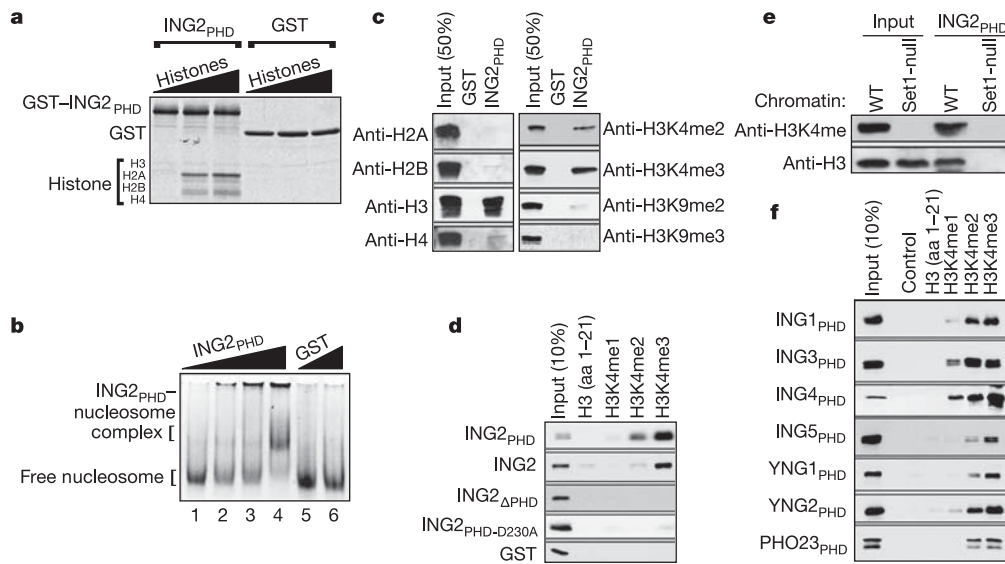 a
ING2PHD GST
Histones Histones
GST–ING2PHD
GST
Histone
H3
H2A
H2B
H4
b
ING2PHD GST
ING2PHD–
nucleosome
complex [
Free nucleosome [
1 2 3 4 5 6
c
Input (50%)
GST
ING2PHD
Input (50%)
GST
ING2PHD
Anti-H2A
Anti-H2B
Anti-H3
Anti-H4
Anti-H3K4me2
Anti-H3K4me3
Anti-H3K9me2
Anti-H3K9me3
d
Input (10%)
H3 (aa 1–21)
H3K4me1
H3K4me2
H3K4me3
ING2PHD
ING2
ING2ΔPHD
ING2PHD-D230A
GST
e
Input ING2PHD
Chromatin:
WT
Set1-null
WT
Set1-null
Anti-H3K4me
Anti-H3
f
Input (10%)
Control
H3 (aa 1–21)
H3K4me1
H3K4me2
H3K4me3
ING1PHD
ING3PHD
ING4PHD
ING5PHD
YNG1PHD
YNG2PHD
PHO23PHD